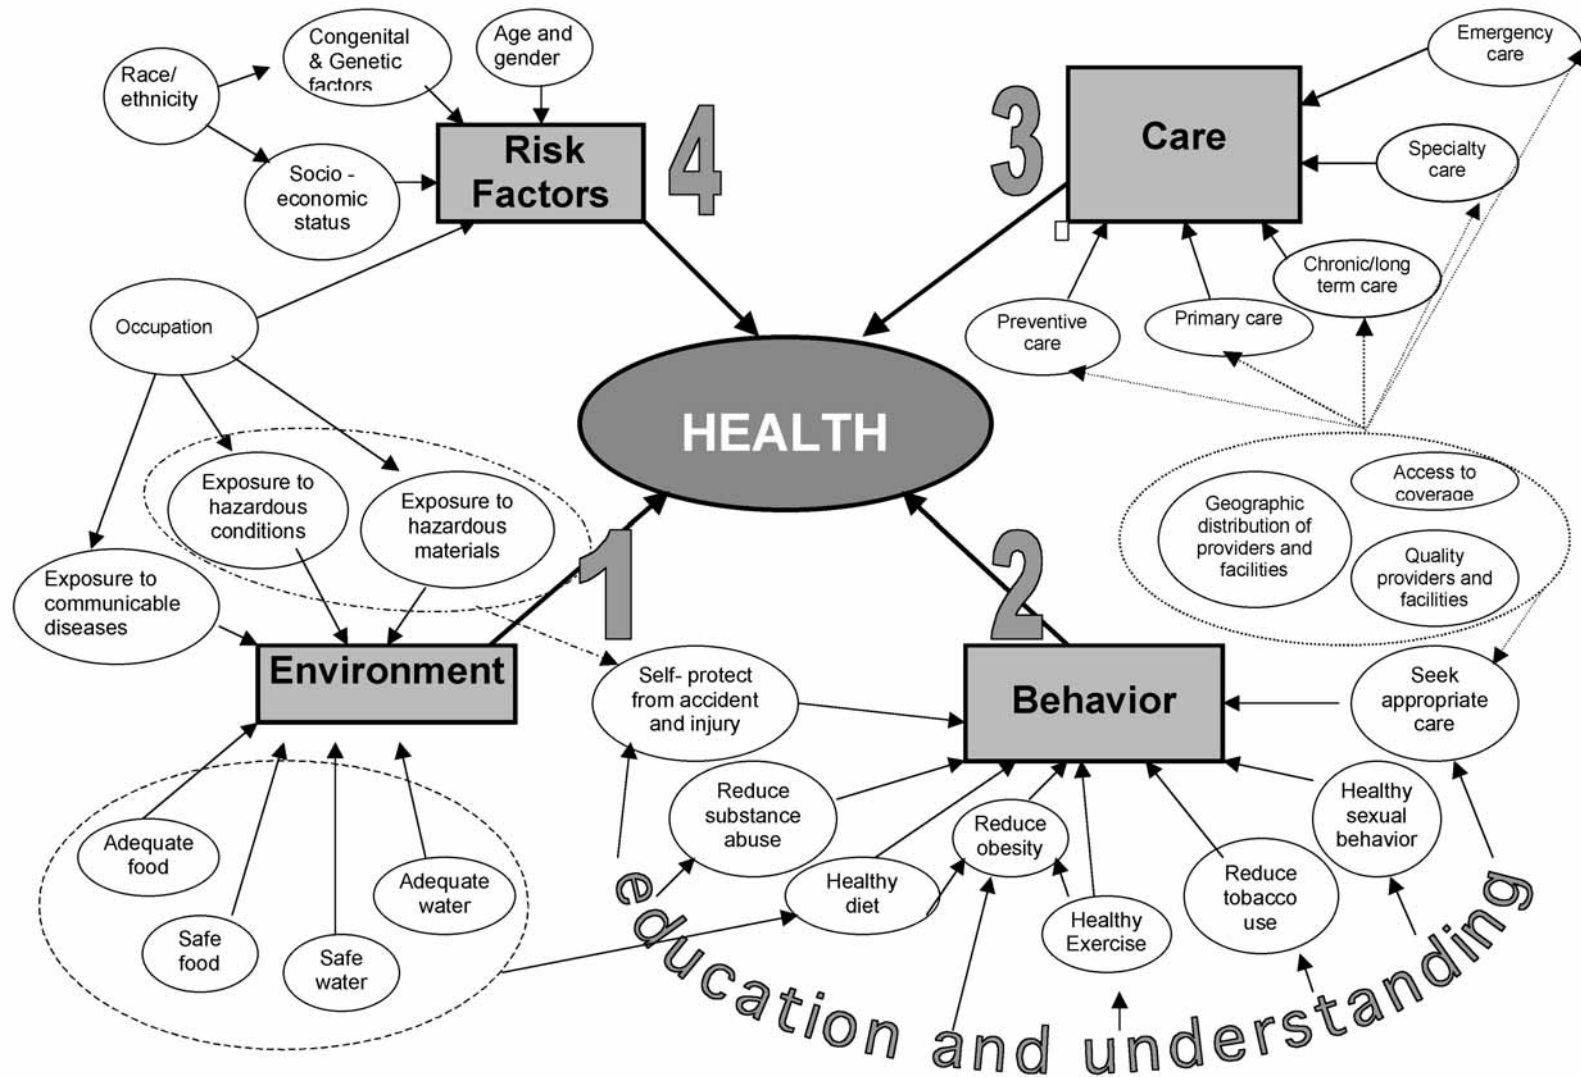 Race/
ethnicity
Congenital
& Genetic
factors
Age and
gender
Socio -
economic
status
Risk
Factors
4
3
Care
Emergency
care
Specialty
care
Chronic/long
term care
Primary care
Preventive
care
Occupation
HEALTH
Exposure to
hazardous
conditions
Exposure to
hazardous
materials
Exposure to
communicable
diseases
Geographic
distribution of
providers and
facilities
Access to
coverage
Quality
providers and
facilities
1
Environment
2
Behavior
Self- protect
from accident
and injury
Seek
appropriate
care
Reduce
substance
abuse
Healthy
diet
Reduce
obesity
Healthy
Exercise
Reduce
tobacco
use
Healthy
sexual
behavior
Adequate
food
Safe
food
Safe
water
Adequate
water
education and understanding